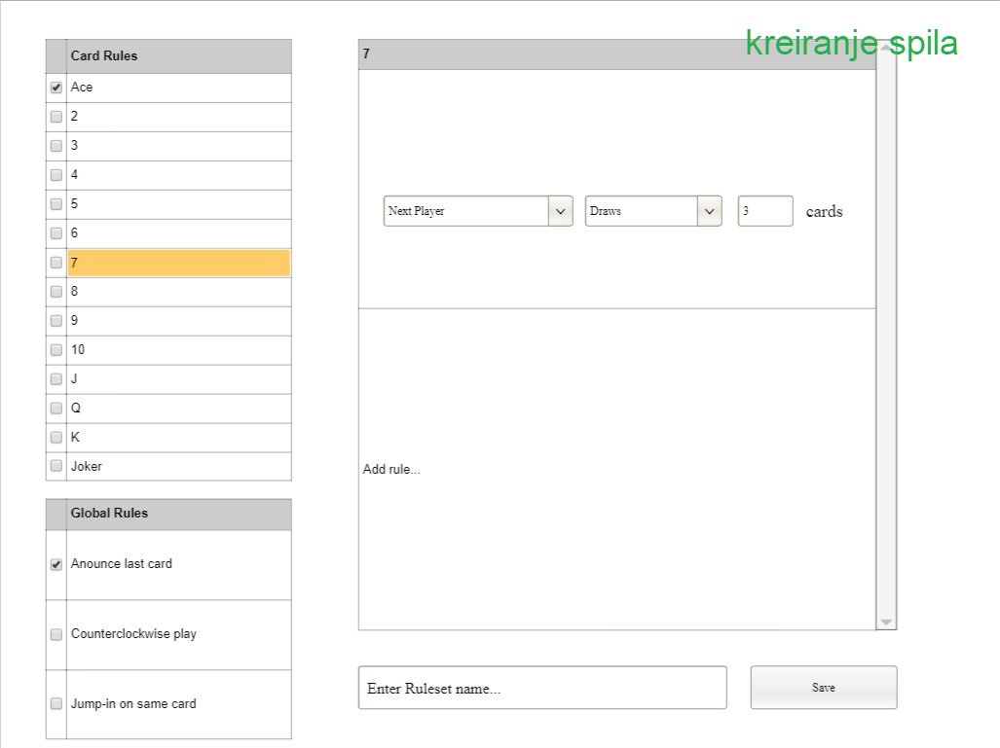 kreiranje spila
Card Rules
Ace
2
3
4
5
6
7
8
9
10
J
Q
K
Joker
Global Rules
Anounce last card
Counterclockwise play
Jump-in on same card
7
Next Player Draws 3 cards
Add rule...
Enter Ruleset name... Save